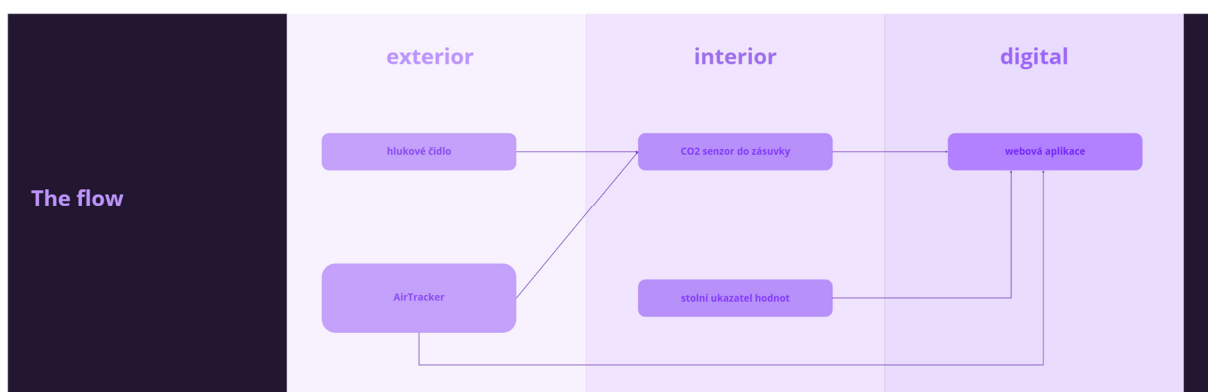 exterior
interior
digital
hlukové čidlo
CO2 senzor do zásuvky
webová aplikace
The flow
AirTracker
stolní ukazatel hodnot